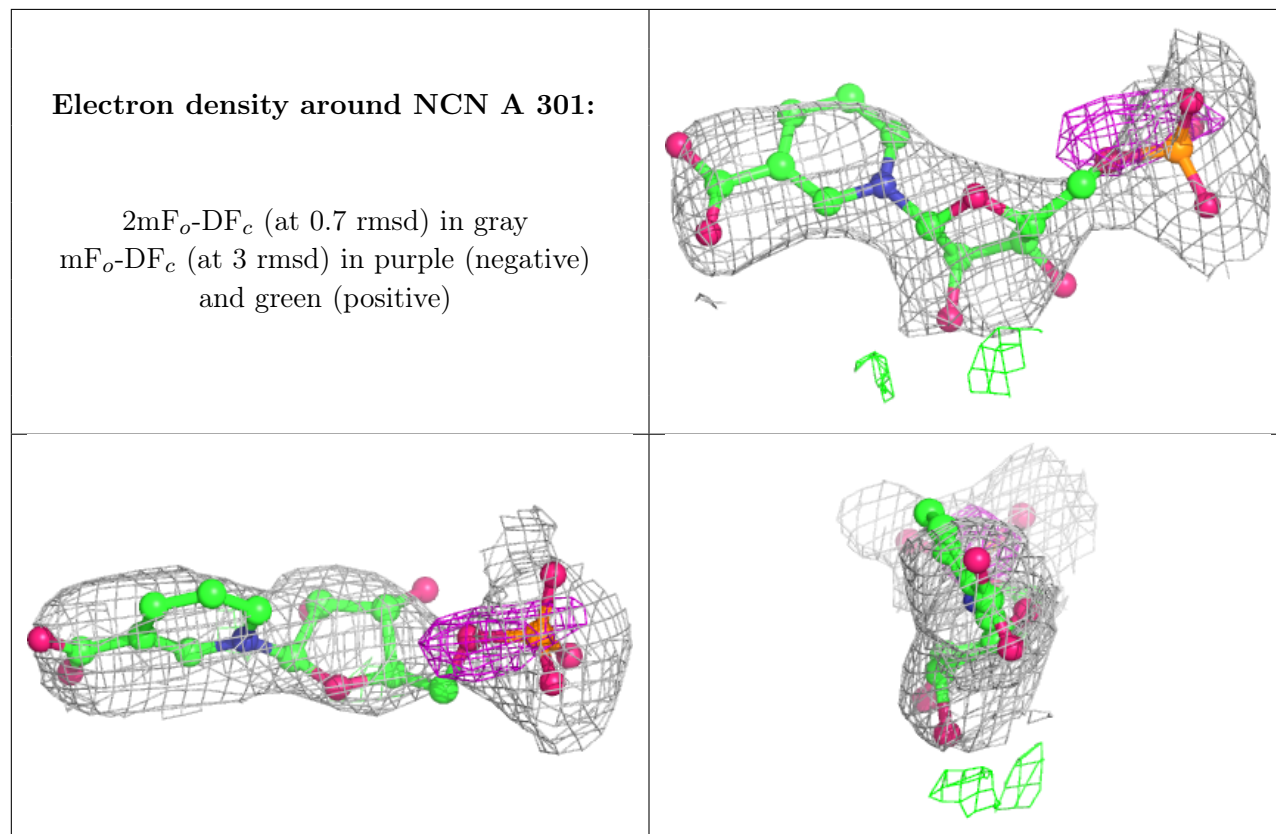 Electron density around NCN A 301:
2mFo-DFc (at 0.7 rmsd) in gray
mFo-DFc (at 3 rmsd) in purple (negative)
and green (positive)